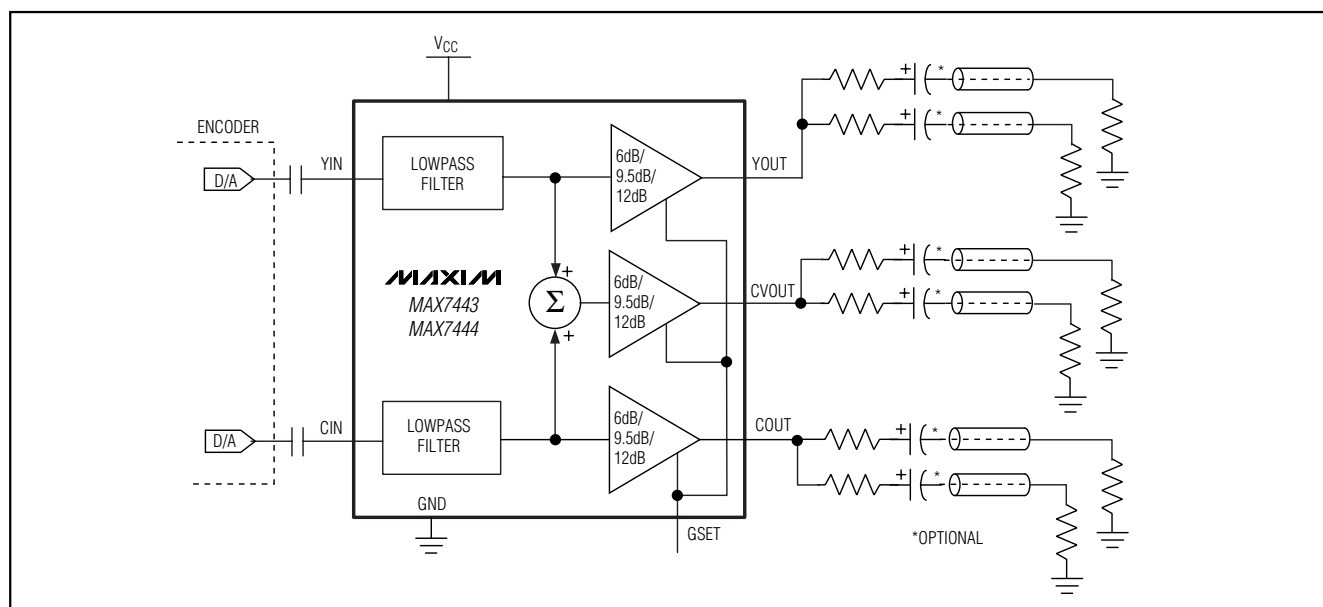 VCC
ENCODER
D/A
YIN
LOWPASS
FILTER
6dB/
9.5dB/
12dB
YOUT
+
*
+
*
MAXIM
MAX7443
MAX7444
+
Σ
+
6dB/
9.5dB/
12dB
CVOUT
+
*
+
*
D/A
CIN
LOWPASS
FILTER
6dB/
9.5dB/
12dB
COUT
+
*
+
*
GND
GSET
*OPTIONAL